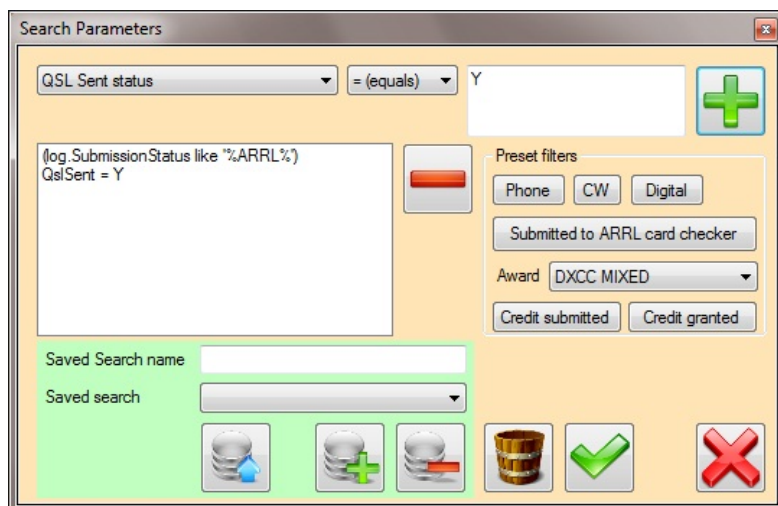 Search Parameters
QSL Sent status
= (equals)
Y
(log.SubmissionStatus like "%ARRL%")
QslSent = Y
Preset filters
Phone
CW
Digital
Submitted to ARRL card checker
Award
DXCC MIXED
Credit submitted
Credit granted
Saved Search name
Saved search